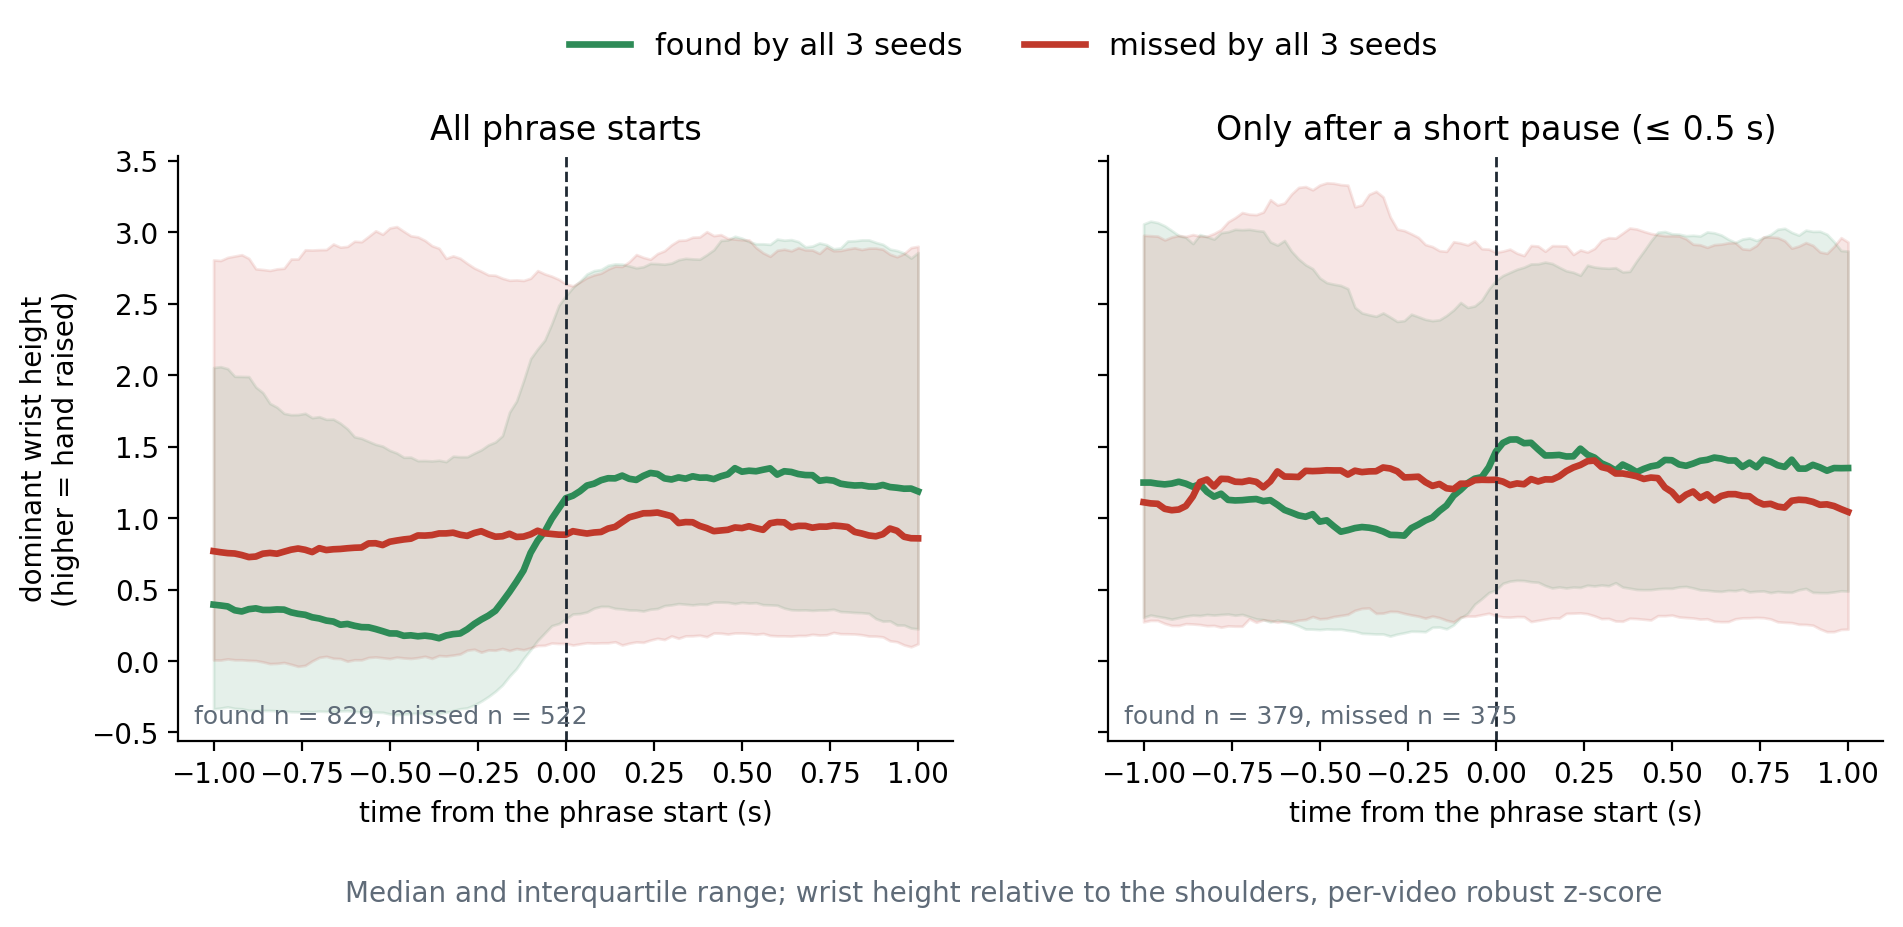 found by all 3 seeds
missed by all 3 seeds
All phrase starts
Only after a short pause (≤ 0.5 s)
dominant wrist height
(higher = hand raised)
3.5
3.0
2.5
2.0
1.5
1.0
0.5
0.0
−0.5
found n = 829, missed n = 522
found n = 379, missed n = 375
−1.00 −0.75 −0.50 −0.25 0.00 0.25 0.50 0.75 1.00
−1.00 −0.75 −0.50 −0.25 0.00 0.25 0.50 0.75 1.00
time from the phrase start (s)
time from the phrase start (s)
Median and interquartile range; wrist height relative to the shoulders, per-video robust z-score